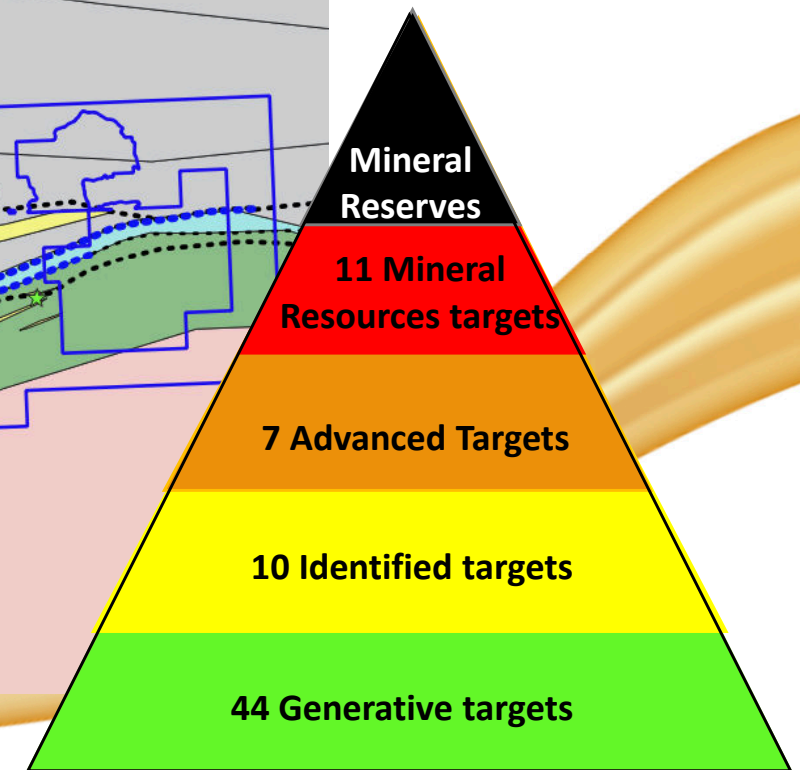 Mineral
Reserves
11 Mineral
Resources targets
7 Advanced Targets
10 Identified targets
44 Generative targets